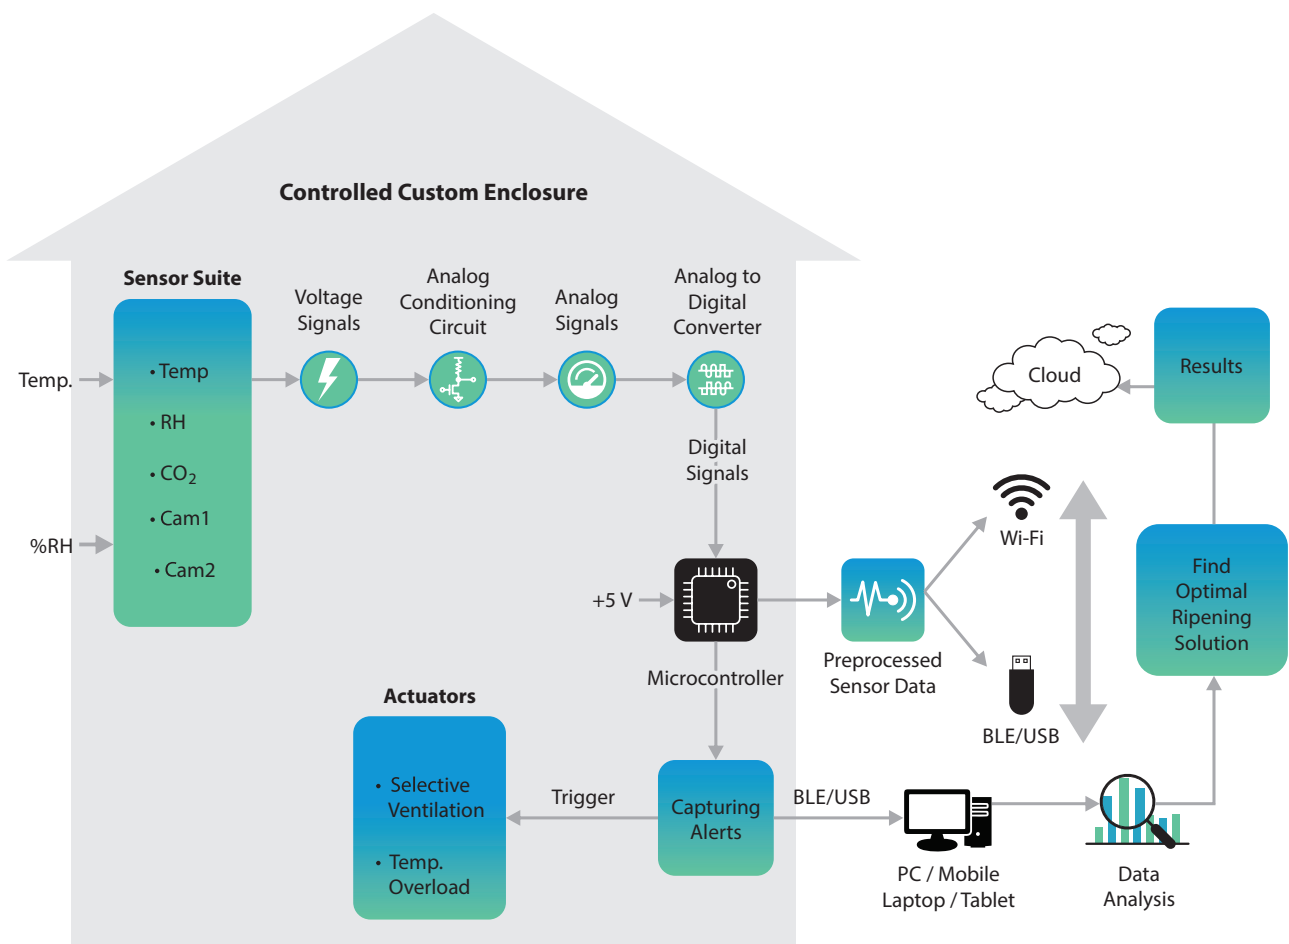 Controlled Custom Enclosure
Sensor Suite
Temp.
%RH
• Temp
• RH
• CO₂
• Cam1
• Cam2
Voltage
Signals
Analog
Conditioning
Circuit
Analog
Signals
Analog to
Digital
Converter
Digital
Signals
+5 V
Microcontroller
Preprocessed
Sensor Data
Wi-Fi
BLE/USB
Cloud
Results
Find
Optimal
Ripening
Solution
Actuators
• Selective
Ventilation
• Temp.
Overload
Trigger
Capturing
Alerts
BLE/USB
PC / Mobile
Laptop / Tablet
Data
Analysis